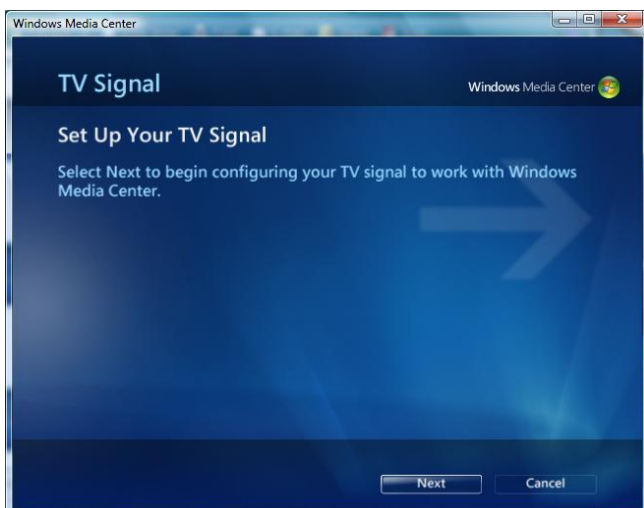 Windows Media Center
TV Signal
Windows Media Center
Set Up Your TV Signal
Select Next to begin configuring your TV signal to work with Windows
Media Center.
Next
Cancel